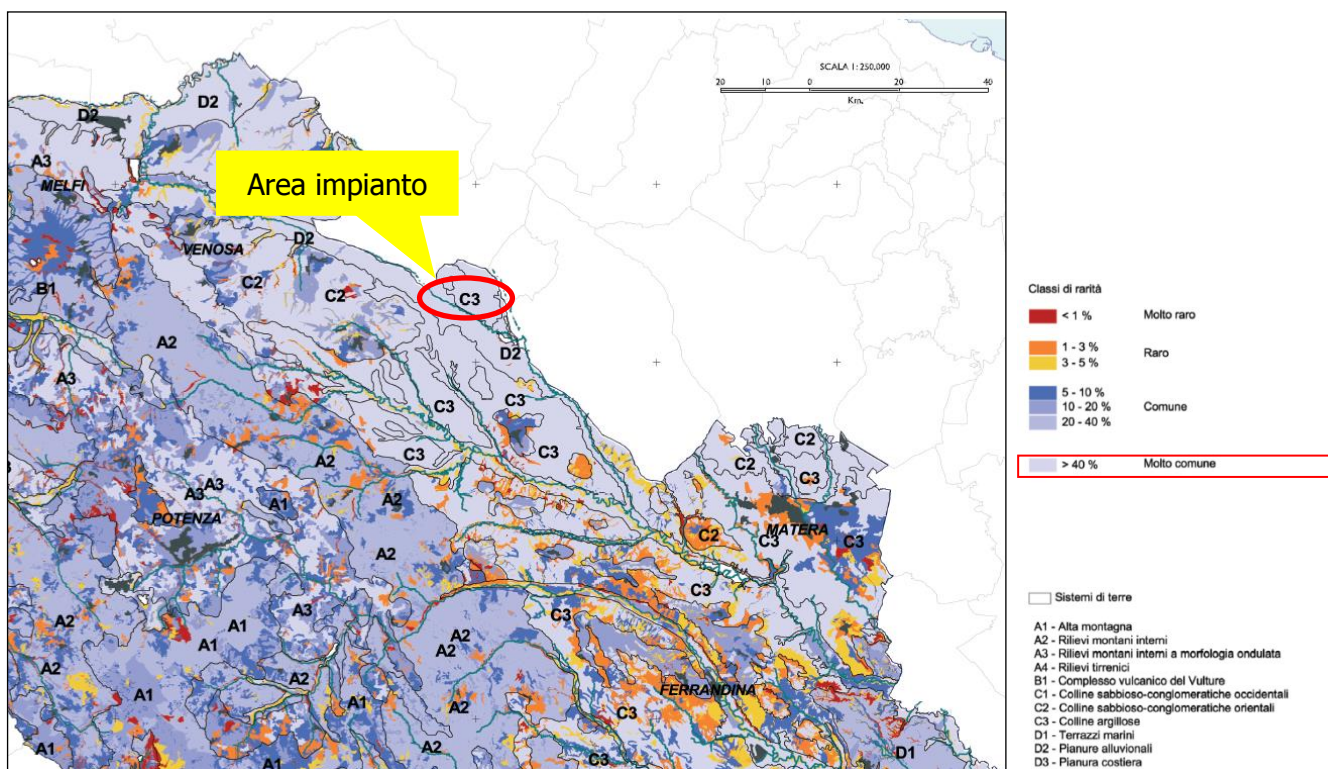 SCALA 1: 250.000
20 10 0 20 40
Km.
D2
D2
A3
MELFI
Area impianto
VENOSA
D2
C2
C2
B1
C3
A2
D2
A3
C3
C3
C3
C3
A2
A2
A3
A3
A1
POTENZA
C2
C2
C3
MATERA
C2
C3
C3
A2
A3
C3
C3
A2
A1
A1
A2
A2
A2
A2
A1
A1
A2
FERRANDINA
C3
A1
A2
C3
D1
A1
A1
Classi di rarità
< 1 % Molto raro
1 - 3 % Raro
3 - 5 %
5 - 10 %
10 - 20 % Comune
20 - 40 %
> 40 % Molto comune
Sistemi di terre
A1 - Alta montagna
A2 - Rilievi montani interni
A3 - Rilievi montani interni a morfologia ondulata
A4 - Rilievi tirrenici
B1 - Complesso vulcanico del Vulture
C1 - Colline sabbioso-conglomeratiche occidentali
C2 - Colline sabbioso-conglomeratiche orientali
C3 - Colline argillose
D1 - Terrazzi marini
D2 - Pianure alluvionali
D3 - Pianura costiera